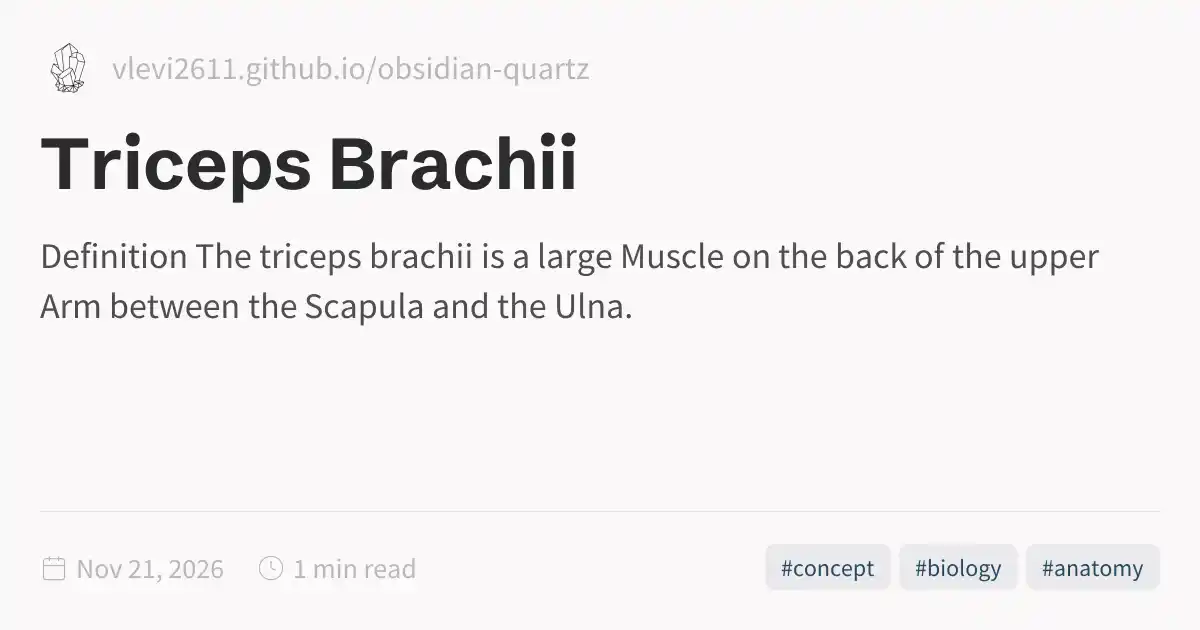 vlevi2611.github.io/obsidian-quartz
Triceps Brachii
Definition The triceps brachii is a large Muscle on the back of the upper
Arm between the Scapula and the Ulna.
Nov 21, 2026 1 min read #concept #biology #anatomy